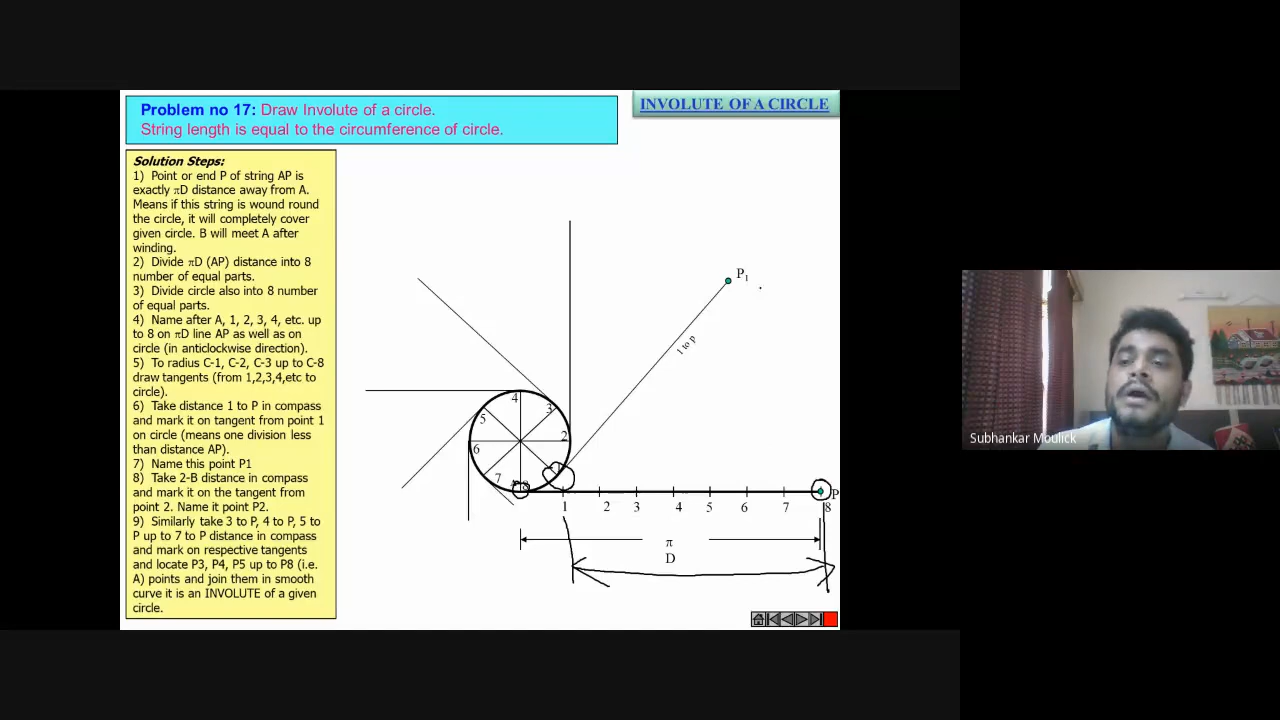 Problem no 17: Draw Involute of a circle.
String length is equal to the circumference of circle.
INVOLUTE OF A CIRCLE
Solution Steps:
1) Point or end P of string AP is
exactly πD distance away from A.
Means if this string is wound round
the circle, it will completely cover
given circle. B will meet A after
winding.
2) Divide πD (AP) distance into 8
number of equal parts.
3) Divide circle also into 8 number
of equal parts.
4) Name after A, 1, 2, 3, 4, etc. up
to 8 on πD line AP as well as on
circle (in anticlockwise direction).
5) To radius C-1, C-2, C-3 up to C-8
draw tangents (from 1,2,3,4,etc to
circle).
6) Take distance 1 to P in compass
and mark it on tangent from point 1
on circle (means one division less
than distance AP).
7) Name this point P1
8) Take 2-B distance in compass
and mark it on the tangent from
point 2. Name it point P2.
9) Similarly take 3 to P, 4 to P, 5 to
P up to 7 to P distance in compass
and mark on respective tangents
and locate P3, P4, P5 up to P8 (i.e.
A) points and join them in smooth
curve it is an INVOLUTE of a given
circle.
P1
1 to P
4
3
5
2
6
7
8
P
1 2 3 4 5 6 7 8
π
D
Subhankar Moulick